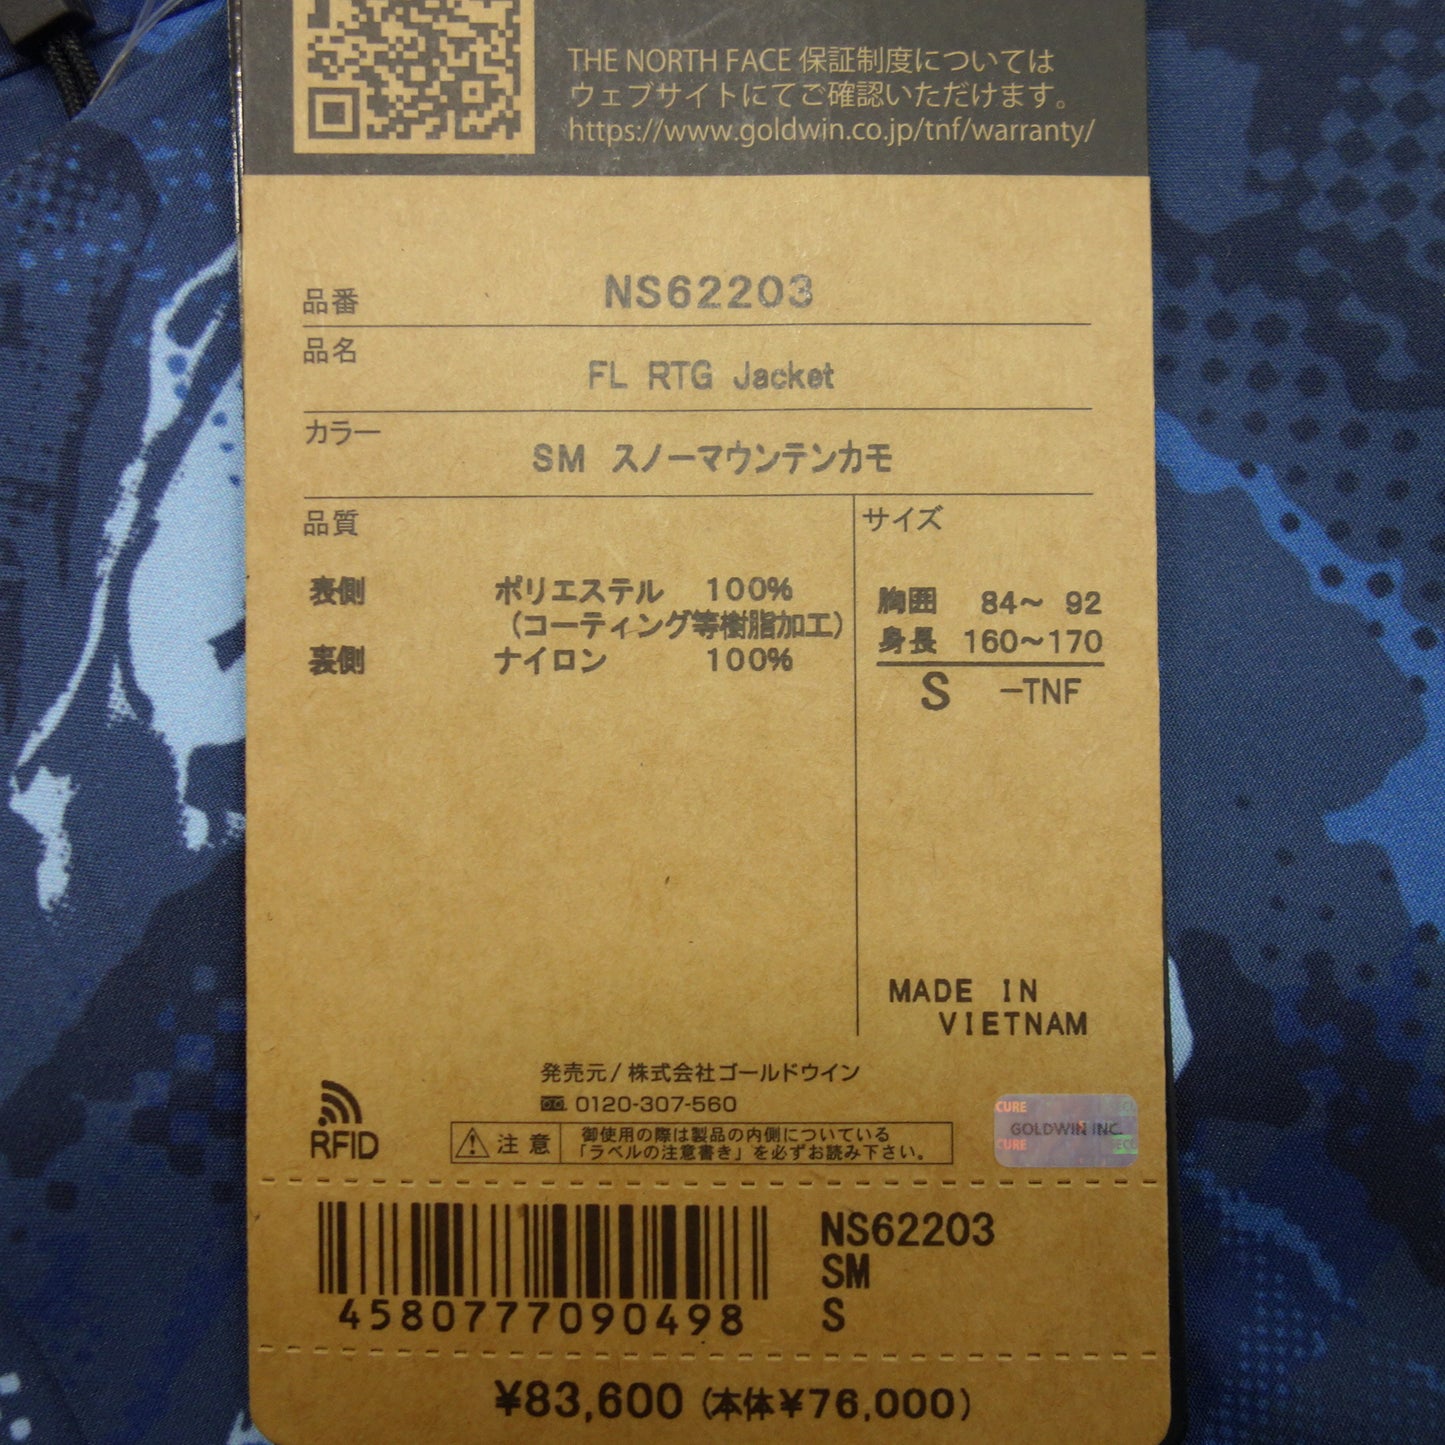 THE NORTH FACE 保証制度については
ウェブサイトにてご確認いただけます。
https://www.goldwin.co.jp/tnf/warranty/
品番 NS62203
品名 FL RTG Jacket
カラー SM スノーマウンテンカモ
品質
表側 ポリエステル 100%
(コーティング等樹脂加工)
裏側 ナイロン 100%
サイズ
胸囲 84～ 92
身長 160～170
S -TNF
MADE IN
VIETNAM
発売元/株式会社ゴールドウイン
0120-307-560
RFID
注意 御使用の際は製品の内側についている
「ラベルの注意書き」を必ずお読み下さい。
CURE
GOLDWIN INC.
CURE
4580777090498
NS62203
SM
S
¥83,600 (本体¥76,000)